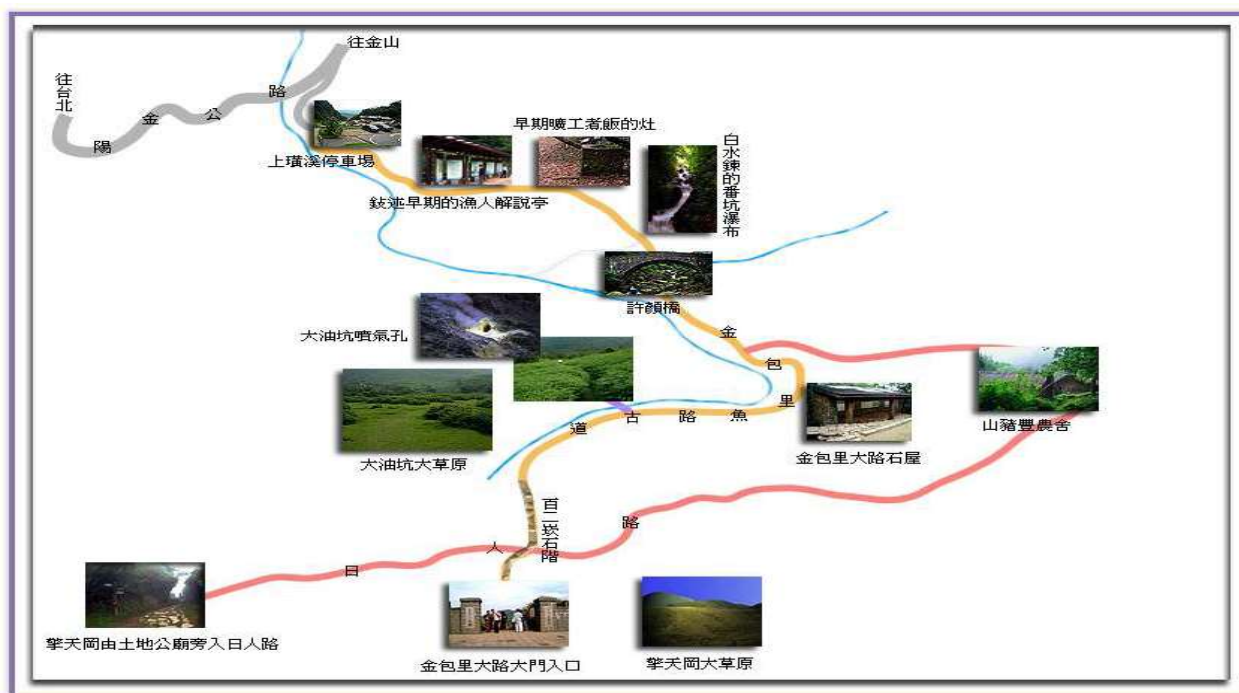 往金山
往台北
陽金公路
早期曠工煮飯的灶
白水錬的番坑瀑布
上磺溪停車場
敍述早期的漁人解說亭
許顏橋
大油坑噴氣孔
金包里魚路古道
山豬豐農舍
金包里大路石屋
大油坑大草原
百二崁石階
日人路
擎天岡由土地公廟旁入日人路
金包里大路大門入口
擎天岡大草原